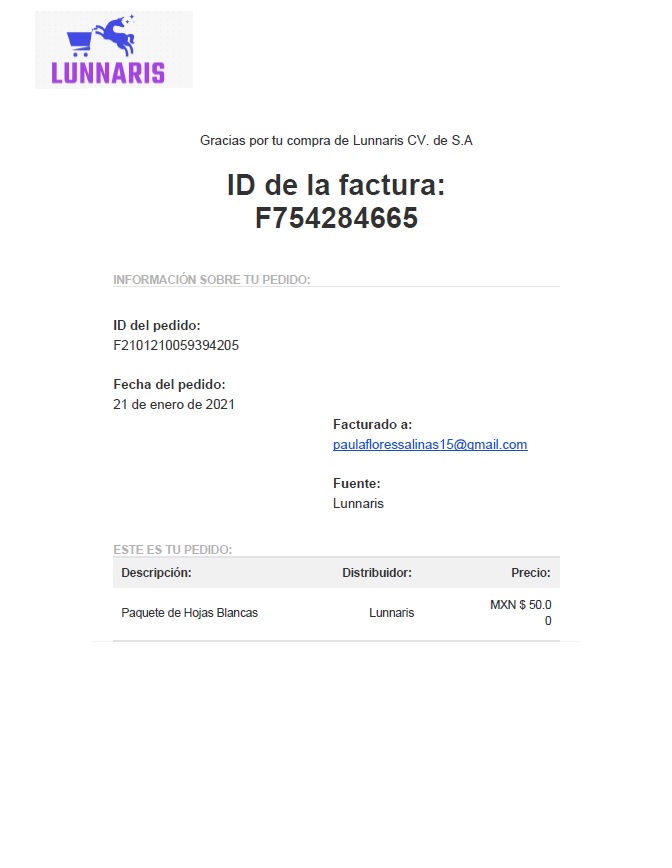 LUNNARIS
Gracias por tu compra de Lunnaris CV. de S.A
ID de la factura:
F754284665
INFORMACIÓN SOBRE TU PEDIDO:
ID del pedido:
F2101210059394205
Fecha del pedido:
21 de enero de 2021
Facturado a:
paulafloressalinas15@gmail.com
Fuente:
Lunnaris
ESTE ES TU PEDIDO:
Descripción: Distribuidor: Precio:
Paquete de Hojas Blancas Lunnaris MXN $ 50.0
0